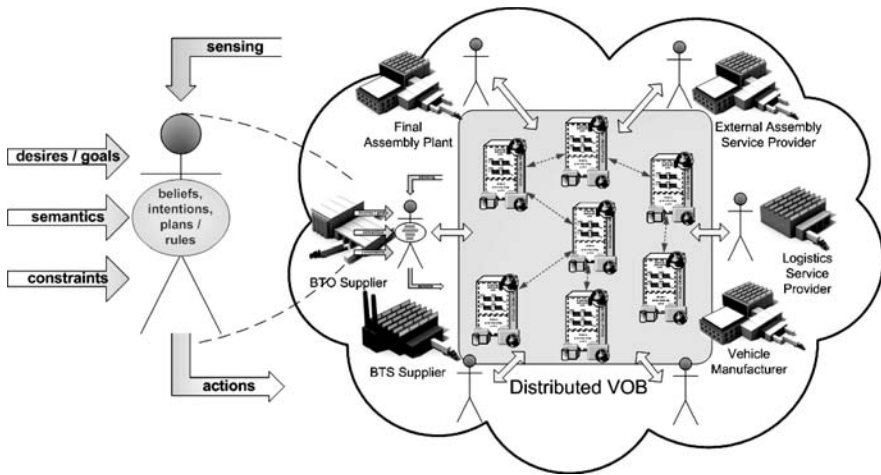 sensing
desires / goals
semantics
constraints
beliefs,
intentions,
plans /
rules
actions
Final
Assembly Plant
External Assembly
Service Provider
BTO Supplier
Logistics
Service
Provider
BTS Supplier
Vehicle
Manufacturer
Distributed VOB